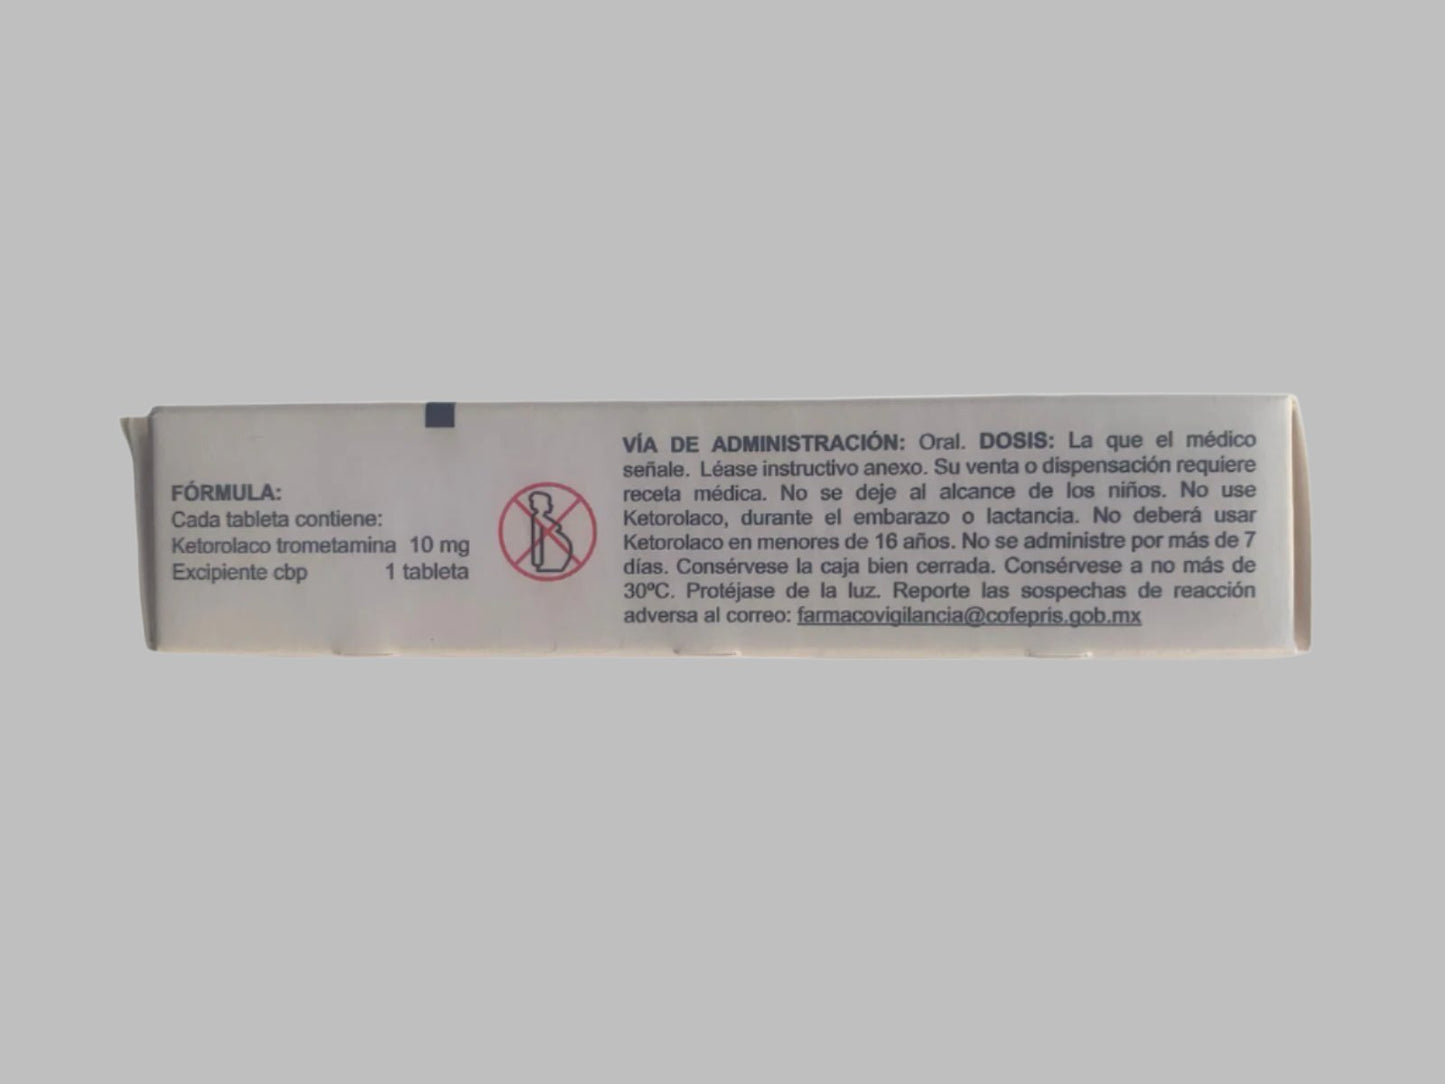 FÓRMULA:
Cada tableta contiene:
Ketorolaco trometamina 10 mg
Excipiente cbp 1 tableta
VÍA DE ADMINISTRACIÓN: Oral. DOSIS: La que el médico
señale. Léase instructivo anexo. Su venta o dispensación requiere
receta médica. No se deje al alcance de los niños. No use
Ketorolaco, durante el embarazo o lactancia. No deberá usar
Ketorolaco en menores de 16 años. No se administre por más de 7
días. Consérvese la caja bien cerrada. Consérvese a no más de
30ºC. Protéjase de la luz. Reporte las sospechas de reacción
adversa al correo: farmacovigilancia@cofepris.gob.mx